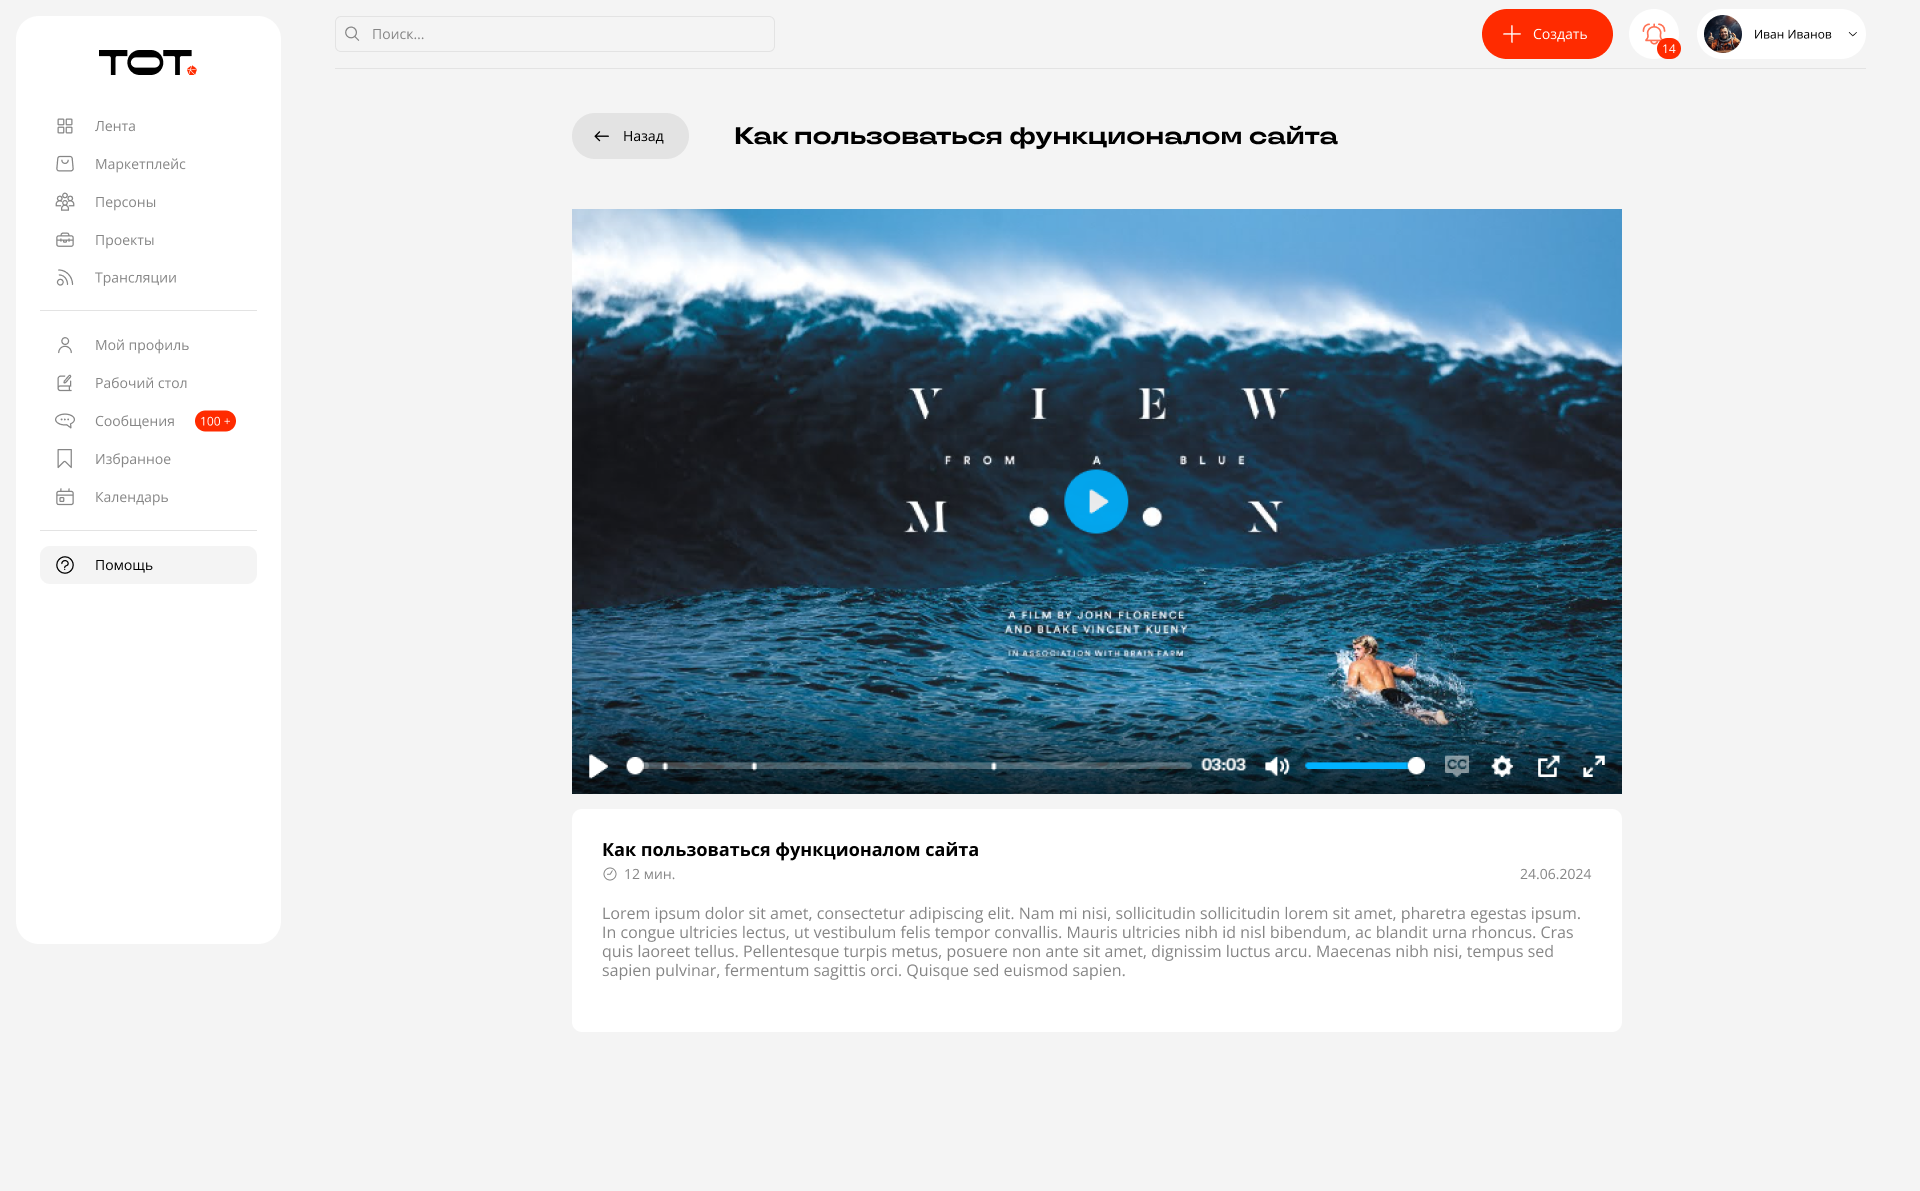 ТОТ.
Лента
Маркетплейс
Персоны
Проекты
Трансляции
Мой профиль
Рабочий стол
Сообщения 100 +
Избранное
Календарь
Помощь
Поиск...
Создать
14
Иван Иванов
Назад
Как пользоваться функционалом сайта
VIEW
FROM A BLUE
M N
A FILM BY JOHN FLORENCE
AND BLAKE VINCENT KUENY
IN ASSOCIATION WITH BRAIN FARM
03:03
CC
Как пользоваться функционалом сайта
12 мин.
24.06.2024
Lorem ipsum dolor sit amet, consectetur adipiscing elit. Nam mi nisi, sollicitudin sollicitudin lorem sit amet, pharetra egestas ipsum.
In congue ultricies lectus, ut vestibulum felis tempor convallis. Mauris ultricies nibh id nisl bibendum, ac blandit urna rhoncus. Cras
quis laoreet tellus. Pellentesque turpis metus, posuere non ante sit amet, dignissim luctus arcu. Maecenas nibh nisi, tempus sed
sapien pulvinar, fermentum sagittis orci. Quisque sed euismod sapien.